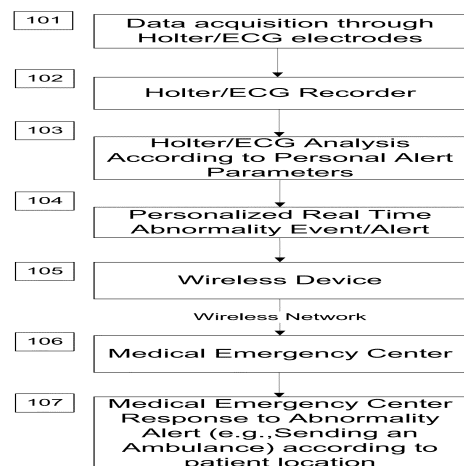 101
Data acquisition through
Holter/ECG electrodes
102
Holter/ECG Recorder
103
Holter/ECG Analysis
According to Personal Alert
Parameters
104
Personalized Real Time
Abnormality Event/Alert
105
Wireless Device
Wireless Network
106
Medical Emergency Center
107
Medical Emergency Center
Response to Abnormality
Alert (e.g.,Sending an
Ambulance) according to
patient location